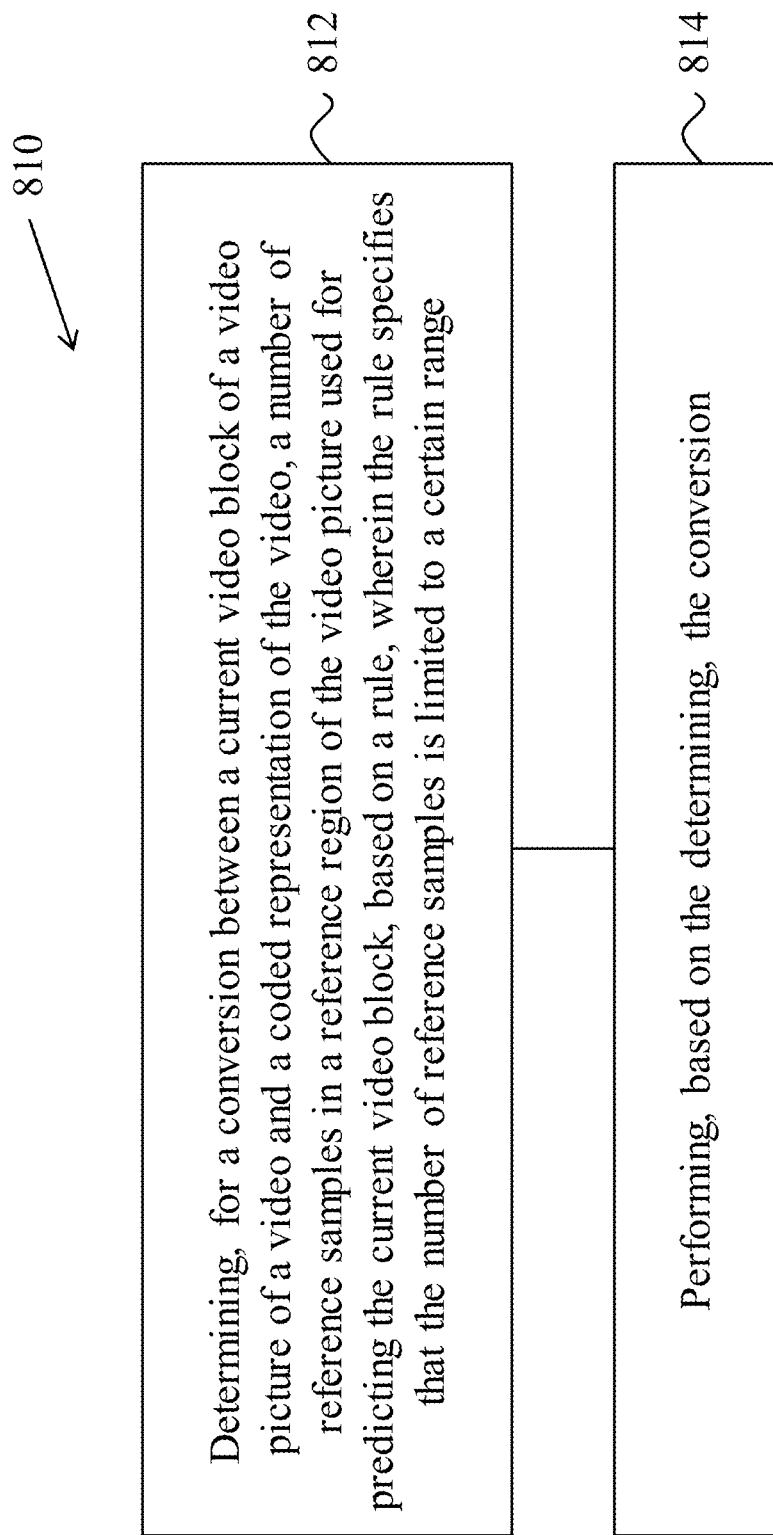 810
Determining, for a conversion between a current video block of a video
picture of a video and a coded representation of the video, a number of
reference samples in a reference region of the video picture used for
predicting the current video block, based on a rule, wherein the rule specifies
that the number of reference samples is limited to a certain range
812
Performing, based on the determining, the conversion
814